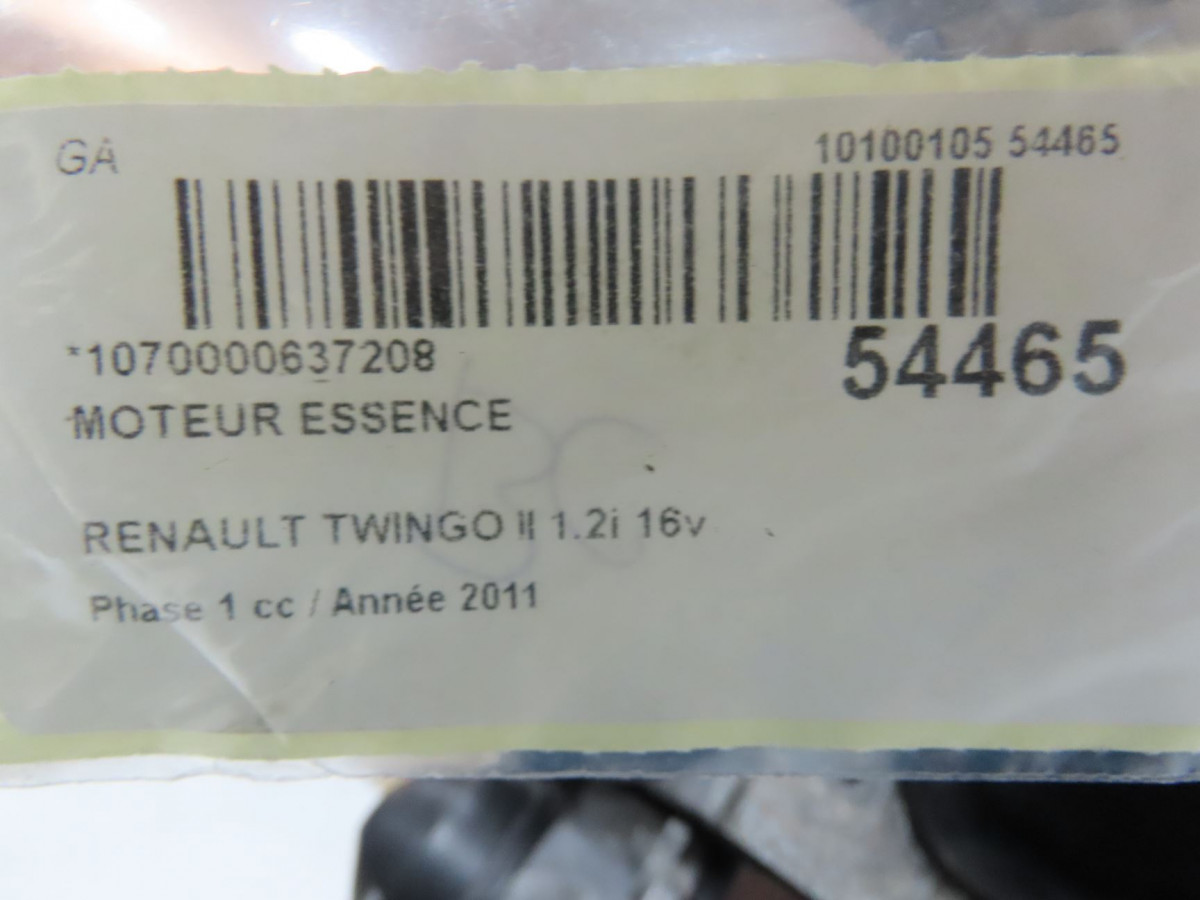 GA
10100105 54465
*1070000637208
54465
MOTEUR ESSENCE
RENAULT TWINGO II 1.2i 16v
Phase 1 cc / Année 2011